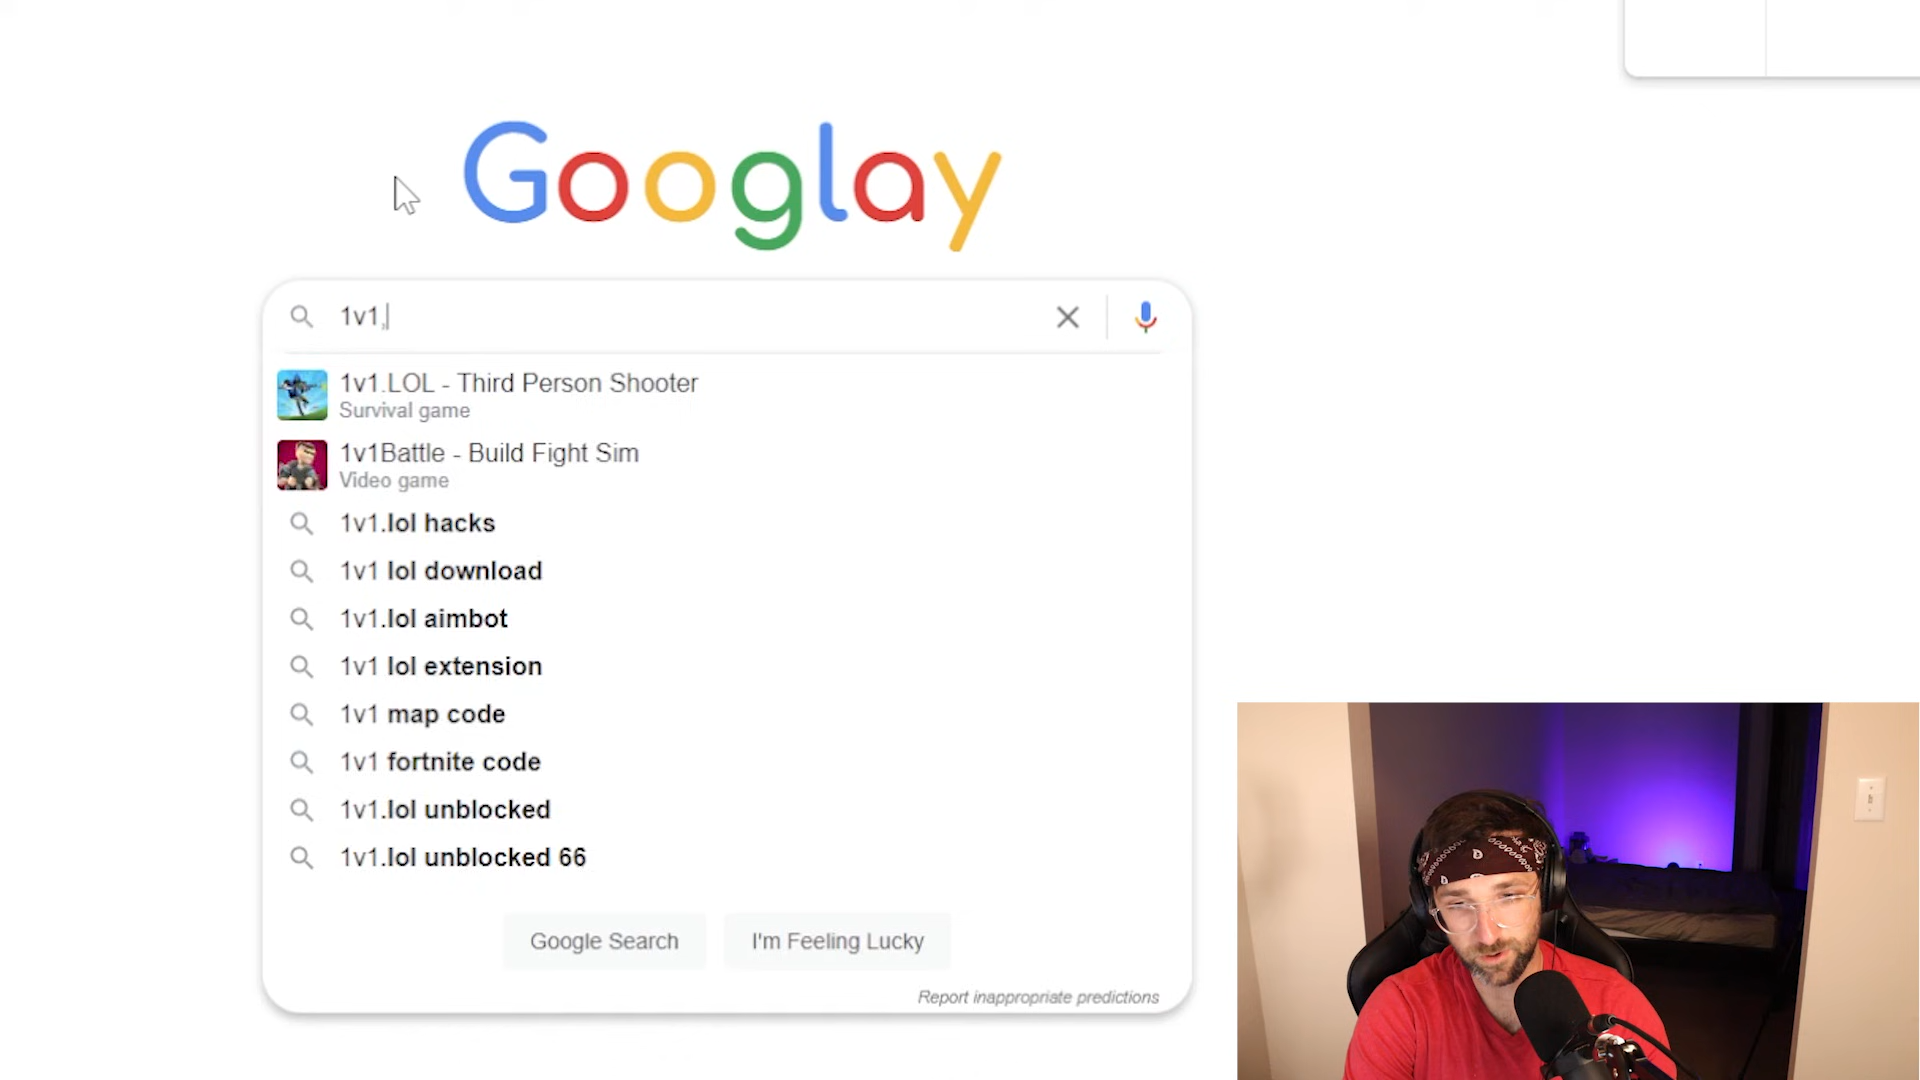 Googlay
1v1,
1v1.LOL - Third Person Shooter
Survival game
1v1Battle - Build Fight Sim
Video game
1v1.lol hacks
1v1 lol download
1v1.lol aimbot
1v1 lol extension
1v1 map code
1v1 fortnite code
1v1.lol unblocked
1v1.lol unblocked 66
Google Search
I'm Feeling Lucky
Report inappropriate predictions